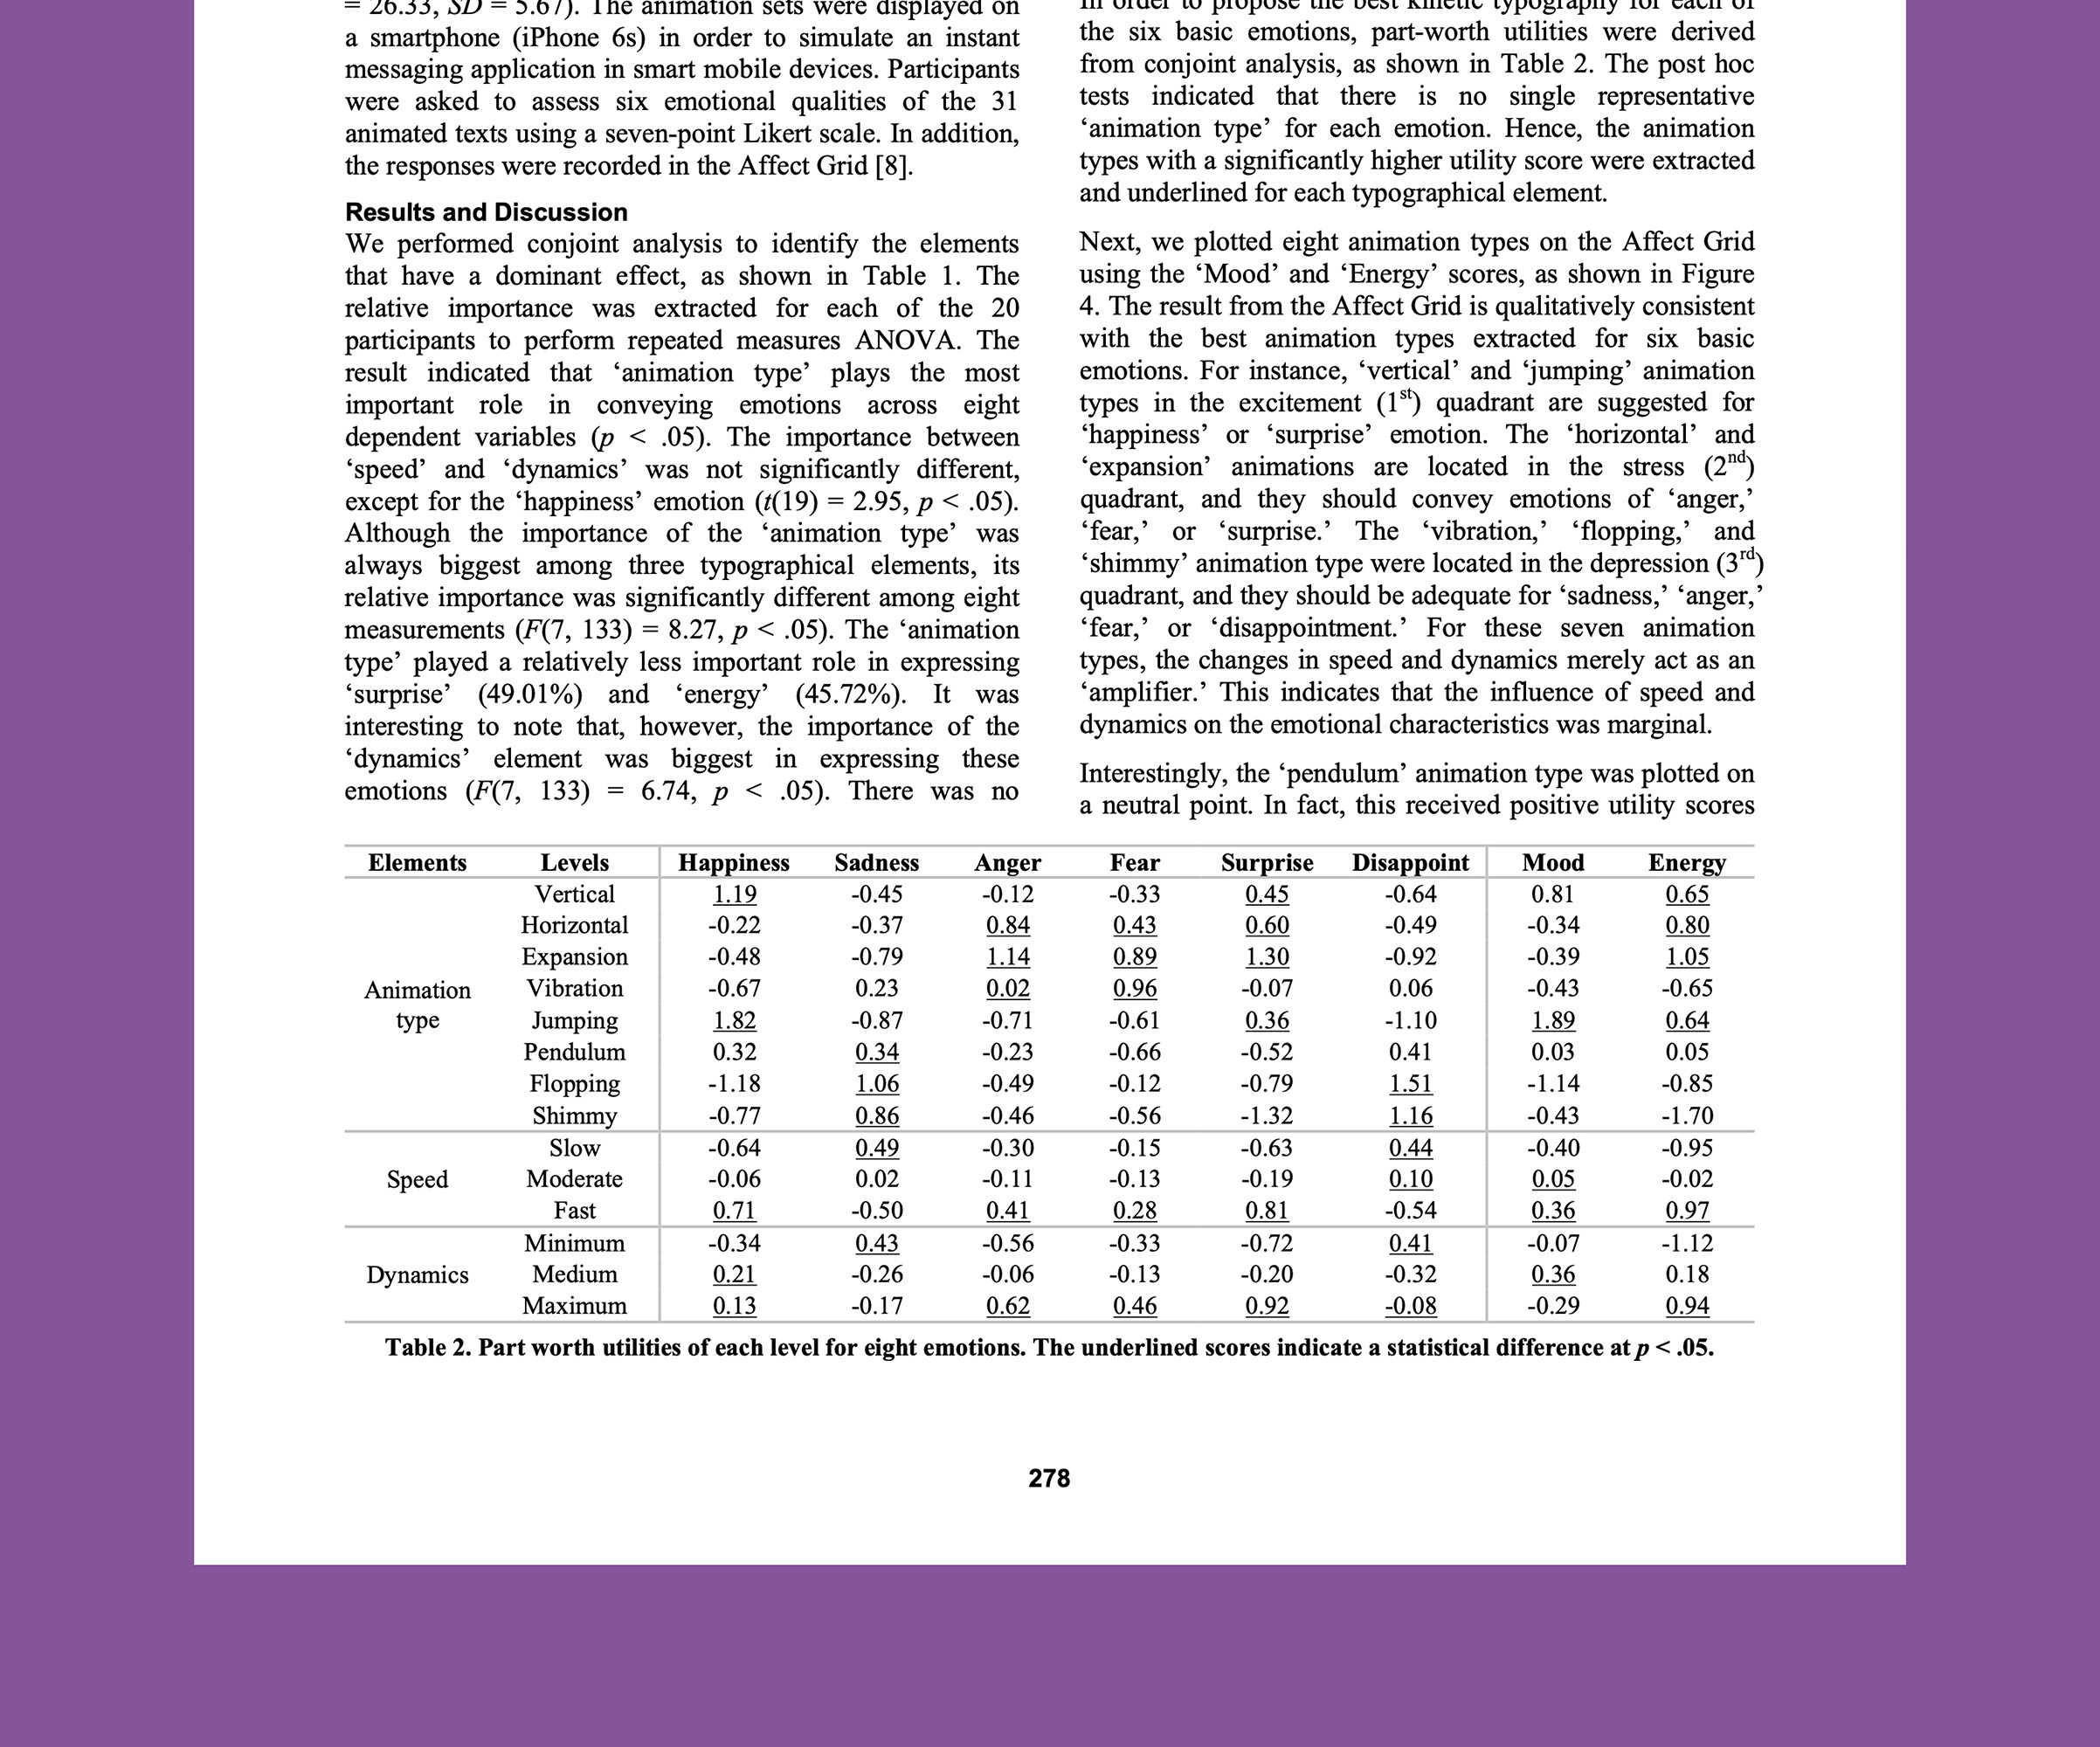 = 26.33, SD = 5.67). The animation sets were displayed on
a smartphone (iPhone 6s) in order to simulate an instant
messaging application in smart mobile devices. Participants
were asked to assess six emotional qualities of the 31
animated texts using a seven-point Likert scale. In addition,
the responses were recorded in the Affect Grid [8].
Results and Discussion
We performed conjoint analysis to identify the elements
that have a dominant effect, as shown in Table 1. The
relative importance was extracted for each of the 20
participants to perform repeated measures ANOVA. The
result indicated that ‘animation type’ plays the most
important role in conveying emotions across eight
dependent variables (p < .05). The importance between
‘speed’ and ‘dynamics’ was not significantly different,
except for the ‘happiness’ emotion (t(19) = 2.95, p < .05).
Although the importance of the ‘animation type’ was
always biggest among three typographical elements, its
relative importance was significantly different among eight
measurements (F(7, 133) = 8.27, p < .05). The ‘animation
type’ played a relatively less important role in expressing
‘surprise’ (49.01%) and ‘energy’ (45.72%). It was
interesting to note that, however, the importance of the
‘dynamics’ element was biggest in expressing these
emotions (F(7, 133) = 6.74, p < .05). There was no
In order to propose the best kinetic typography for each of
the six basic emotions, part-worth utilities were derived
from conjoint analysis, as shown in Table 2. The post hoc
tests indicated that there is no single representative
‘animation type’ for each emotion. Hence, the animation
types with a significantly higher utility score were extracted
and underlined for each typographical element.
Next, we plotted eight animation types on the Affect Grid
using the ‘Mood’ and ‘Energy’ scores, as shown in Figure
4. The result from the Affect Grid is qualitatively consistent
with the best animation types extracted for six basic
emotions. For instance, ‘vertical’ and ‘jumping’ animation
types in the excitement (1st) quadrant are suggested for
‘happiness’ or ‘surprise’ emotion. The ‘horizontal’ and
‘expansion’ animations are located in the stress (2nd)
quadrant, and they should convey emotions of ‘anger,’
‘fear,’ or ‘surprise.’ The ‘vibration,’ ‘flopping,’ and
‘shimmy’ animation type were located in the depression (3rd)
quadrant, and they should be adequate for ‘sadness,’ ‘anger,’
‘fear,’ or ‘disappointment.’ For these seven animation
types, the changes in speed and dynamics merely act as an
‘amplifier.’ This indicates that the influence of speed and
dynamics on the emotional characteristics was marginal.
Interestingly, the ‘pendulum’ animation type was plotted on
a neutral point. In fact, this received positive utility scores
Elements Levels Happiness Sadness Anger Fear Surprise Disappoint Mood Energy
Vertical 1.19 -0.45 -0.12 -0.33 0.45 -0.64 0.81 0.65
Horizontal -0.22 -0.37 0.84 0.43 0.60 -0.49 -0.34 0.80
Expansion -0.48 -0.79 1.14 0.89 1.30 -0.92 -0.39 1.05
Animation Vibration -0.67 0.23 0.02 0.96 -0.07 0.06 -0.43 -0.65
type Jumping 1.82 -0.87 -0.71 -0.61 0.36 -1.10 1.89 0.64
Pendulum 0.32 0.34 -0.23 -0.66 -0.52 0.41 0.03 0.05
Flopping -1.18 1.06 -0.49 -0.12 -0.79 1.51 -1.14 -0.85
Shimmy -0.77 0.86 -0.46 -0.56 -1.32 1.16 -0.43 -1.70
Slow -0.64 0.49 -0.30 -0.15 -0.63 0.44 -0.40 -0.95
Speed Moderate -0.06 0.02 -0.11 -0.13 -0.19 0.10 0.05 -0.02
Fast 0.71 -0.50 0.41 0.28 0.81 -0.54 0.36 0.97
Minimum -0.34 0.43 -0.56 -0.33 -0.72 0.41 -0.07 -1.12
Dynamics Medium 0.21 -0.26 -0.06 -0.13 -0.20 -0.32 0.36 0.18
Maximum 0.13 -0.17 0.62 0.46 0.92 -0.08 -0.29 0.94
Table 2. Part worth utilities of each level for eight emotions. The underlined scores indicate a statistical difference at p < .05.
278